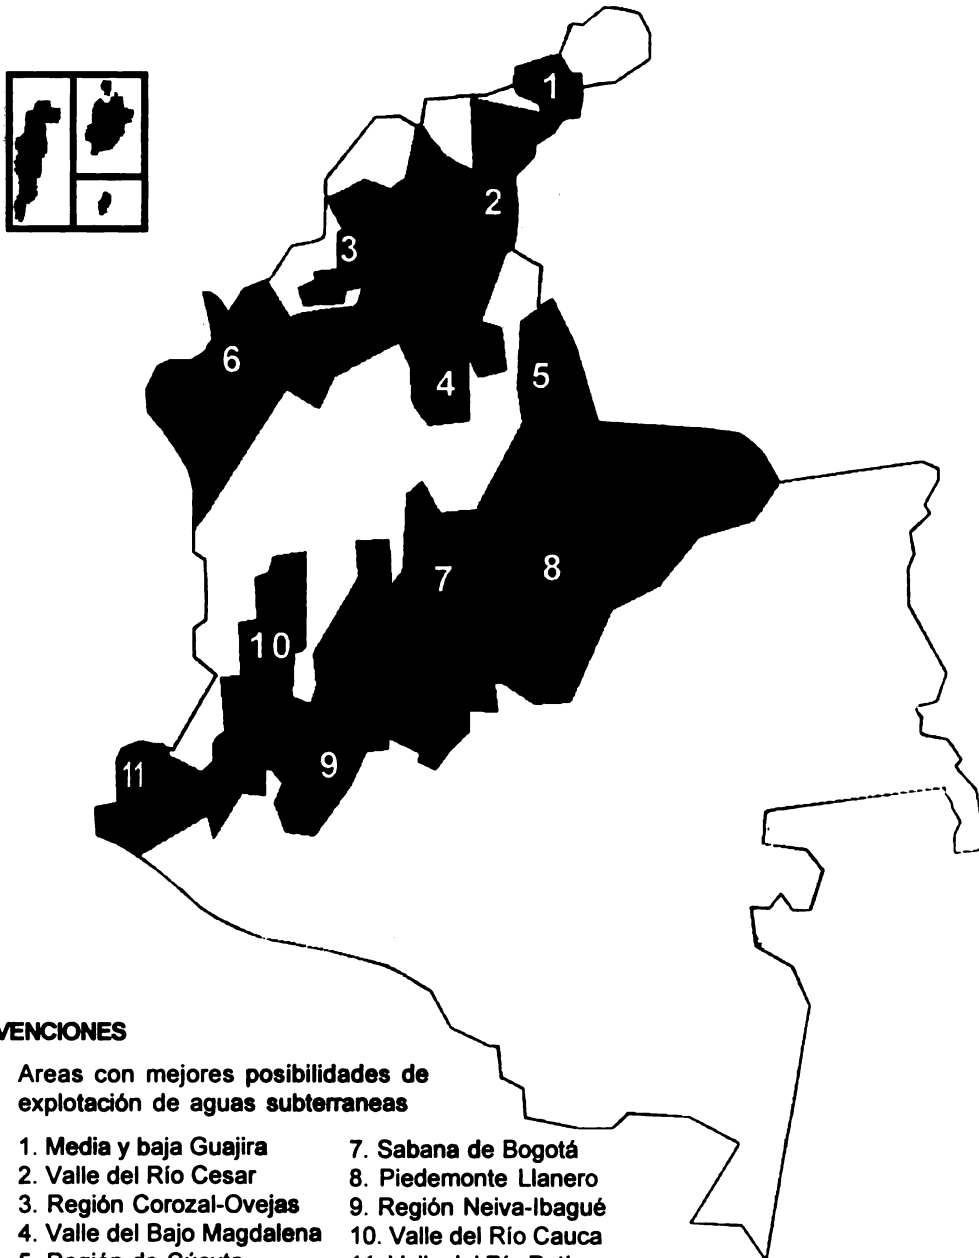 1
2
3
6
4
5
7
8
10
9
11
VENCIONES
Areas con mejores posibilidades de
explotación de aguas subterraneas
1. Media y baja Guajira
2. Valle del Río Cesar
3. Región Corozal-Ovejas
4. Valle del Bajo Magdalena
7. Sabana de Bogotá
8. Piedemonte Llanero
9. Región Neiva-Ibagué
10. Valle del Río Cauca